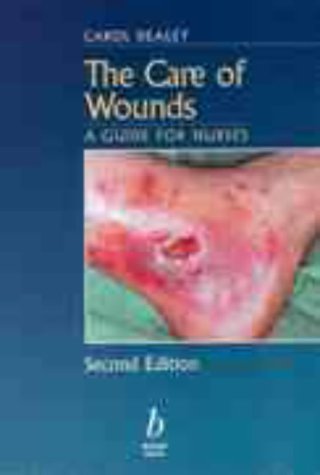 CAROL DEALEY
The Care of
Wounds
A GUIDE FOR NURSES
Second Edition
b